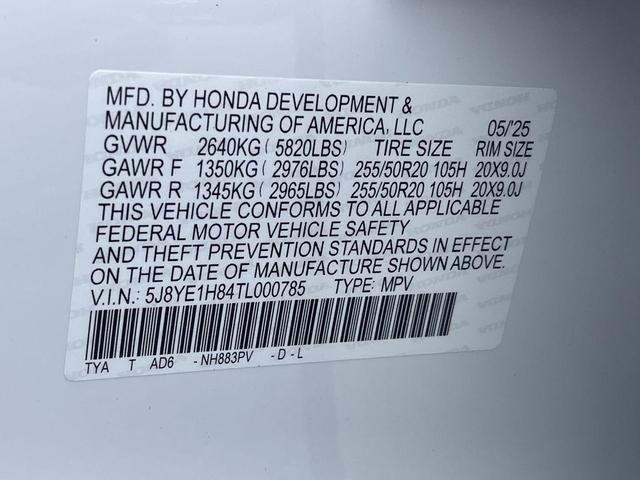 MFD. BY HONDA DEVELOPMENT &
MANUFACTURING OF AMERICA, LLC 05/'25
GVWR 2640KG ( 5820LBS) TIRE SIZE RIM SIZE
GAWR F 1350KG ( 2976LBS) 255/50R20 105H 20X9.0J
GAWR R 1345KG ( 2965LBS) 255/50R20 105H 20X9.0J
THIS VEHICLE CONFORMS TO ALL APPLICABLE
FEDERAL MOTOR VEHICLE SAFETY
AND THEFT PREVENTION STANDARDS IN EFFECT
ON THE DATE OF MANUFACTURE SHOWN ABOVE.
V.I.N.: 5J8YE1H84TL000785 TYPE: MPV
TYA T AD6 -NH883PV -D-L